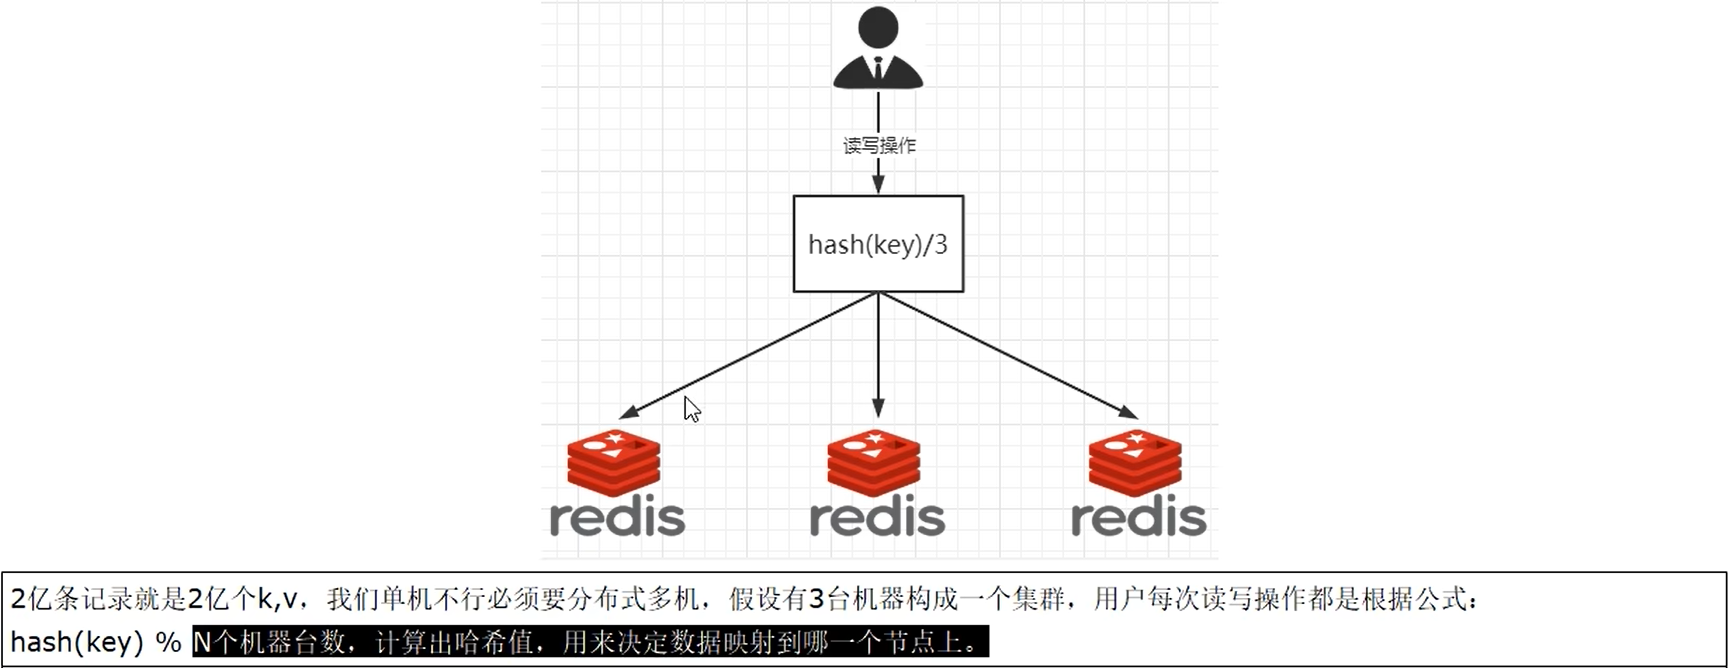 读写操作
hash(key)/3
redis redis redis
2亿条记录就是2亿个k,v，我们单机不行必须要分布式多机，假设有3台机器构成一个集群，用户每次读写操作都是根据公式：
hash(key) % N个机器台数，计算出哈希值，用来决定数据映射到哪一个节点上。